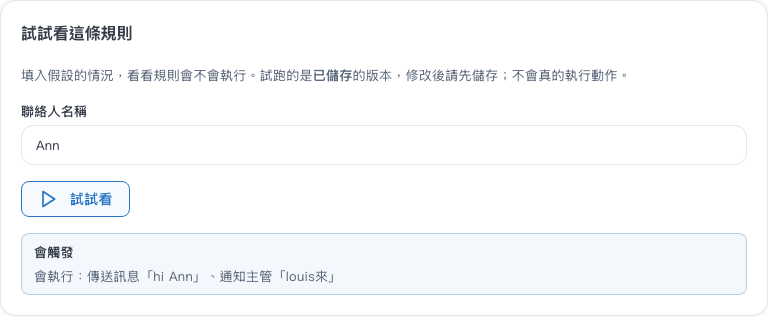 試試看這條規則
填入假設的情況，看看規則會不會執行。試跑的是已儲存的版本，修改後請先儲存；不會真的執行動作。
聯絡人名稱
Ann
試試看
會觸發
會執行：傳送訊息「hi Ann」、通知主管「louis來」